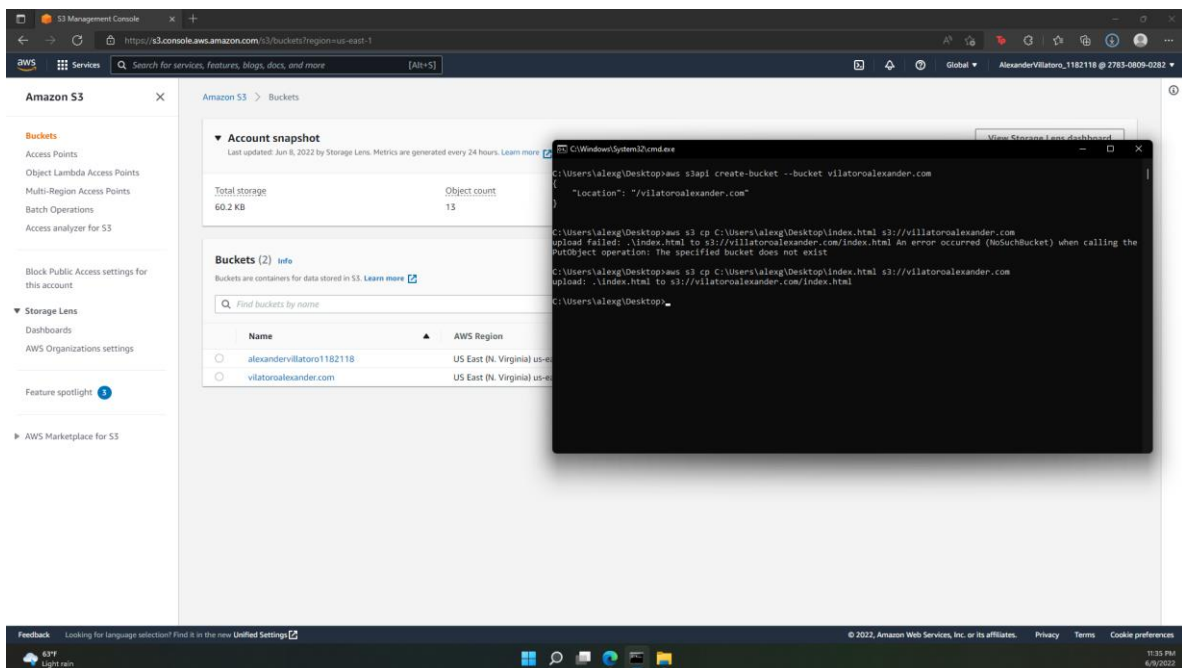 S3 Management Console
https://s3.console.aws.amazon.com/s3/buckets?region=us-east-1
aws
Services
Search for services, features, blogs, docs, and more
[Alt+S]
Global
AlexanderVillatoro_1182118 @ 2783-0809-0282
Amazon S3
Buckets
Access Points
Object Lambda Access Points
Multi-Region Access Points
Batch Operations
Access analyzer for S3
Block Public Access settings for
this account
Storage Lens
Dashboards
AWS Organizations settings
Feature spotlight 3
AWS Marketplace for S3
Amazon S3 > Buckets
Account snapshot
Last updated: Jun 8, 2022 by Storage Lens. Metrics are generated every 24 hours. Learn more
View Storage Lens dashboard
Total storage
60.2 KB
Object count
13
Buckets (2) Info
Buckets are containers for data stored in S3. Learn more
Find buckets by name
Name
AWS Region
alexandervillatoro1182118
US East (N. Virginia) us-ea
vilatoroalexander.com
US East (N. Virginia) us-ea
C:\Windows\System32\cmd.exe
C:\Users\alexg\Desktop>aws s3api create-bucket --bucket vilatoroalexander.com
{
"Location": "/vilatoroalexander.com"
}
C:\Users\alexg\Desktop>aws s3 cp C:\Users\alexg\Desktop\index.html s3://villatoroalexander.com
upload failed: .\index.html to s3://villatoroalexander.com/index.html An error occurred (NoSuchBucket) when calling the
PutObject operation: The specified bucket does not exist
C:\Users\alexg\Desktop>aws s3 cp C:\Users\alexg\Desktop\index.html s3://vilatoroalexander.com
upload: .\index.html to s3://vilatoroalexander.com/index.html
C:\Users\alexg\Desktop>
Feedback
Looking for language selection? Find it in the new Unified Settings
© 2022, Amazon Web Services, Inc. or its affiliates.
Privacy
Terms
Cookie preferences
63°F
Light rain
11:35 PM
6/9/2022